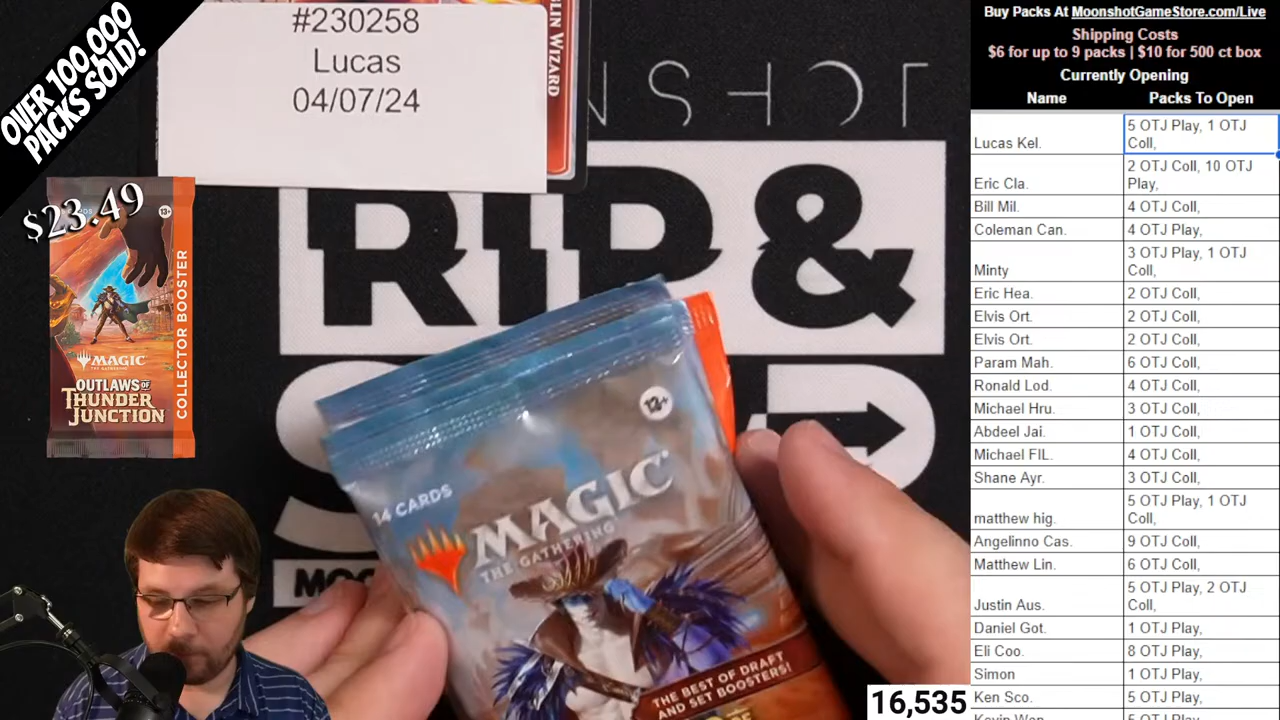 OVER 100,000
PACKS SOLD!
#230258
Lucas
04/07/24
GOBLIN WIZARD
NSHOT
RIP &
$23.49
13+
MAGIC
THE GATHERING
OUTLAWS OF
THUNDER
JUNCTION
COLLECTOR BOOSTER
13+
14 CARDS
MAGIC
THE GATHERING
THE BEST OF DRAFT
AND SET BOOSTERS!
MOO
16,535
Buy Packs At MoonshotGameStore.com/Live
Shipping Costs
$6 for up to 9 packs | $10 for 500 ct box
Currently Opening
Name Packs To Open
Lucas Kel. 5 OTJ Play, 1 OTJ
Coll,
Eric Cla. 2 OTJ Coll, 10 OTJ
Play,
Bill Mil. 4 OTJ Coll,
Coleman Can. 4 OTJ Play,
Minty 3 OTJ Play, 1 OTJ
Coll,
Eric Hea. 2 OTJ Coll,
Elvis Ort. 2 OTJ Coll,
Elvis Ort. 2 OTJ Coll,
Param Mah. 6 OTJ Coll,
Ronald Lod. 4 OTJ Coll,
Michael Hru. 3 OTJ Coll,
Abdeel Jai. 1 OTJ Coll,
Michael FIL. 4 OTJ Coll,
Shane Ayr. 3 OTJ Coll,
matthew hig. 5 OTJ Play, 1 OTJ
Coll,
Angelinno Cas. 9 OTJ Coll,
Matthew Lin. 6 OTJ Coll,
Justin Aus. 5 OTJ Play, 2 OTJ
Coll,
Daniel Got. 1 OTJ Play,
Eli Coo. 8 OTJ Play,
Simon 1 OTJ Play,
Ken Sco. 5 OTJ Play,